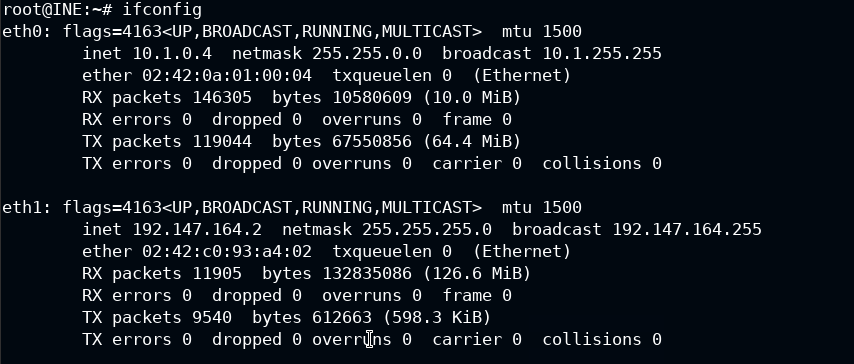 root@INE:~# ifconfig
eth0: flags=4163<UP,BROADCAST,RUNNING,MULTICAST>  mtu 1500
        inet 10.1.0.4  netmask 255.255.0.0  broadcast 10.1.255.255
        ether 02:42:0a:01:00:04  txqueuelen 0  (Ethernet)
        RX packets 146305  bytes 10580609 (10.0 MiB)
        RX errors 0  dropped 0  overruns 0  frame 0
        TX packets 119044  bytes 67550856 (64.4 MiB)
        TX errors 0  dropped 0 overruns 0  carrier 0  collisions 0

eth1: flags=4163<UP,BROADCAST,RUNNING,MULTICAST>  mtu 1500
        inet 192.147.164.2  netmask 255.255.255.0  broadcast 192.147.164.255
        ether 02:42:c0:93:a4:02  txqueuelen 0  (Ethernet)
        RX packets 11905  bytes 132835086 (126.6 MiB)
        RX errors 0  dropped 0  overruns 0  frame 0
        TX packets 9540  bytes 612663 (598.3 KiB)
        TX errors 0  dropped 0 overruns 0  carrier 0  collisions 0